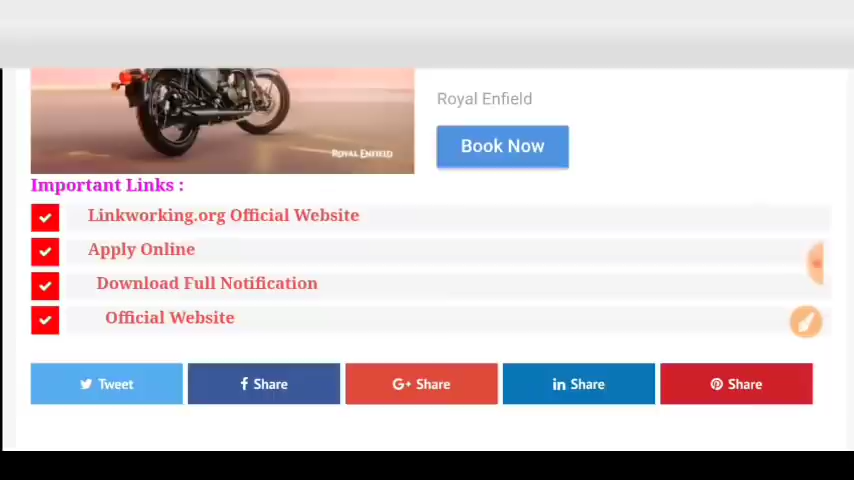 Royal Enfield
Book Now
ROYAL ENFIELD
Important Links :
Linkworking.org Official Website
Apply Online
Download Full Notification
Official Website
Tweet
Share
G+ Share
in Share
Share